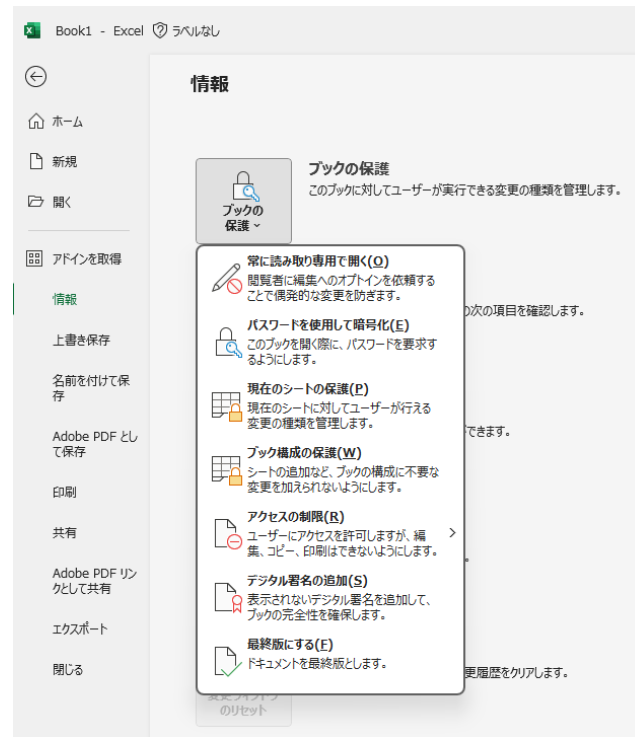 Book1 - Excel ラベルなし
情報
ホーム
新規
開く
アドインを取得
情報
上書き保存
名前を付けて保
存
Adobe PDF とし
て保存
印刷
共有
Adobe PDF リン
クとして共有
エクスポート
閉じる
ブックの
保護
ブックの保護
このブックに対してユーザーが実行できる変更の種類を管理します。
常に読み取り専用で開く(O)
閲覧者に編集へのオプトインを依頼する
ことで偶発的な変更を防ぎます。
の次の項目を確認します。
パスワードを使用して暗号化(E)
このブックを開く際に、パスワードを要求す
るようにします。
現在のシートの保護(P)
現在のシートに対してユーザーが行える
変更の種類を管理します。
できます。
ブック構成の保護(W)
シートの追加など、ブックの構成に不要な
変更を加えられないようにします。
アクセスの制限(R)
ユーザーにアクセスを許可しますが、編
集、コピー、印刷はできないようにします。
デジタル署名の追加(S)
表示されないデジタル署名を追加して、
ブックの完全性を確保します。
最終版にする(F)
ドキュメントを最終版とします。
更履歴をクリアします。
のリセット